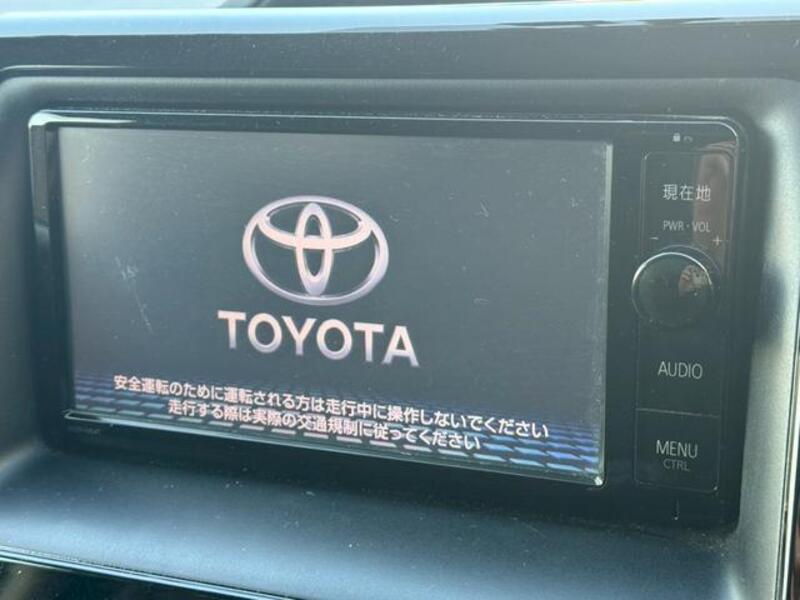 現在地
PWR・VOL
− +
TOYOTA
AUDIO
安全運転のために運転される方は走行中に操作しないでください
走行する際は実際の交通規制に従ってください
MENU
CTRL